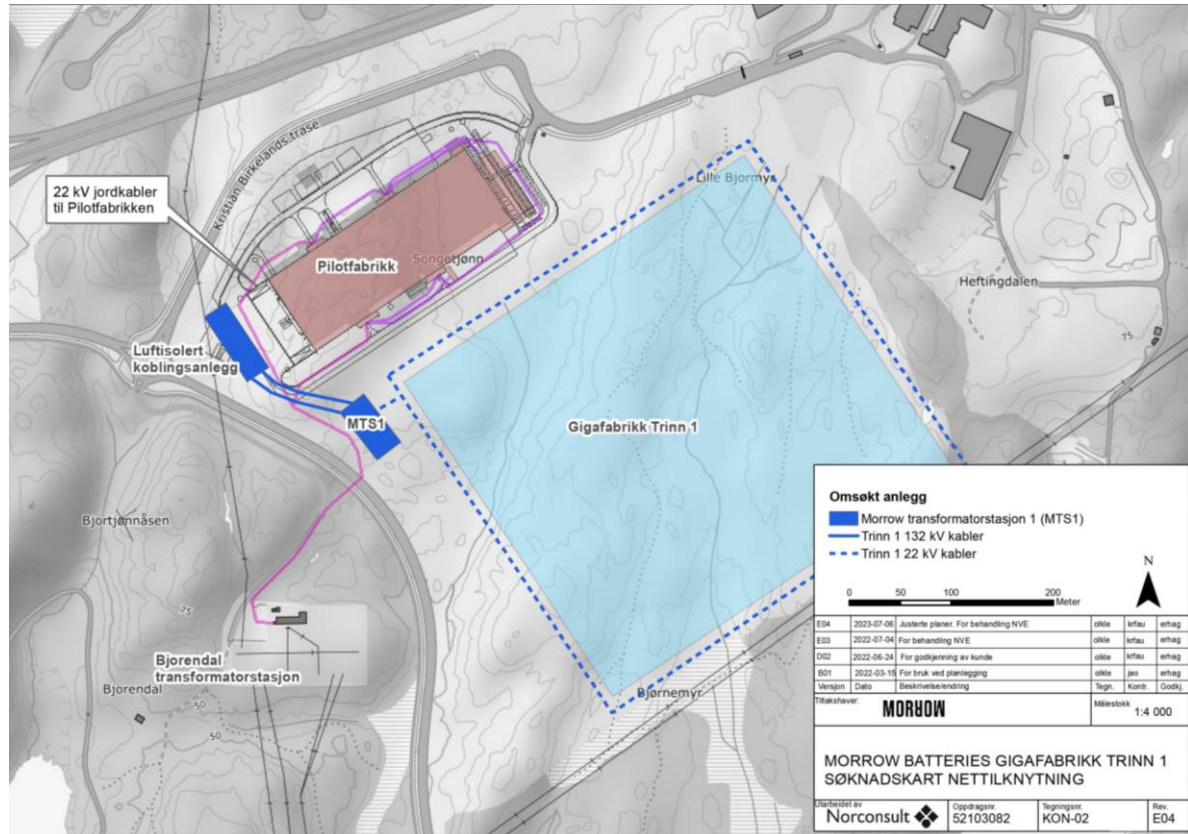 Kristian Birkelands trase
22 kV jordkabler
til Pilotfabrikken
Lille Bjormyr
Songetjønn
Pilotfabrikk
Heftingdalen
75
Luftisolert
koblingsanlegg
MTS1
Gigafabrikk Trinn 1
Bjortjønnåsen
75
Bjorendal
transformatorstasjon
Bjorendal
50
50
Bjørnemyr
Omsøkt anlegg
Morrow transformatorstasjon 1 (MTS1)
Trinn 1 132 kV kabler
Trinn 1 22 kV kabler
N
0 50 100 200
Meter
E04 2023-07-06 Justerte planer. For behandling NVE olkle krfau erhag
E03 2022-07-04 For behandling NVE olkle krfau erhag
D02 2022-06-24 For godkjenning av kunde olkle krfau erhag
B01 2022-03-15 For bruk ved planlegging olkle jao erhag
Versjon Dato Beskrivelse/endring Tegn. Kontr. Godkj.
Tiltakshaver: MORROW Målestokk 1:4 000
MORROW BATTERIES GIGAFABRIKK TRINN 1
SØKNADSKART NETTILKNYTNING
Utarbeidet av Oppdragsnr. Tegningsnr. Rev.
Norconsult 52103082 KON-02 E04